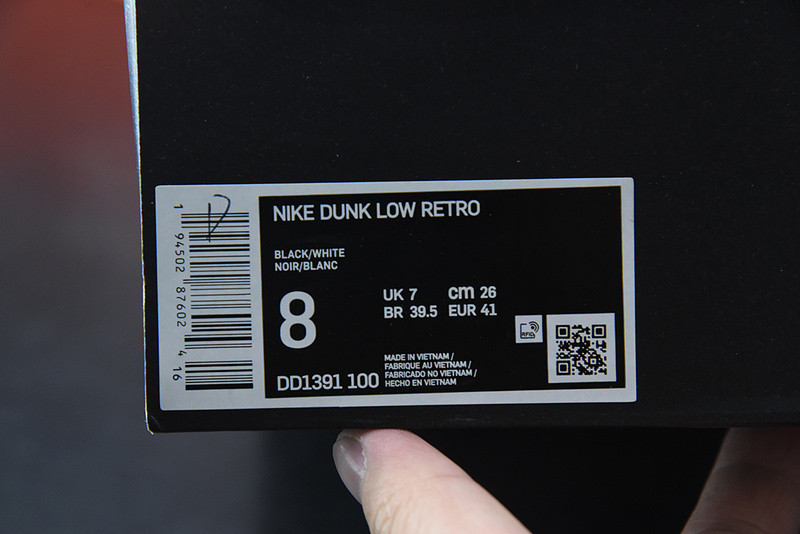 NIKE DUNK LOW RETRO
BLACK/WHITE
NOIR/BLANC
8
UK 7 cm 26
BR 39.5 EUR 41
RFID
MADE IN VIETNAM /
FABRIQUE AU VIETNAM /
FABRICADO NO VIETNAM /
HECHO EN VIETNAM
DD1391 100
1 94502 87602 4 16
D